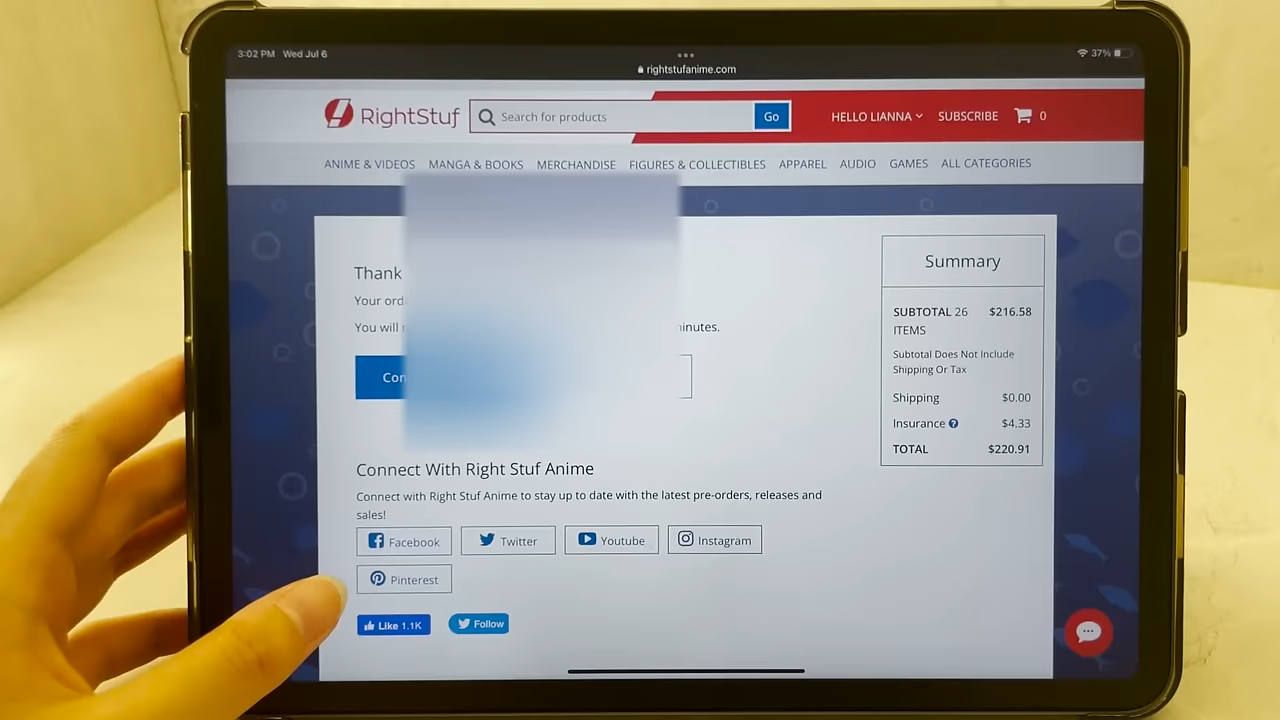 3:02 PM Wed Jul 6
37%
rightstufanime.com
RightStuf
Search for products
Go
HELLO LIANNA
SUBSCRIBE
0
ANIME & VIDEOS MANGA & BOOKS MERCHANDISE FIGURES & COLLECTIBLES APPAREL AUDIO GAMES ALL CATEGORIES
Thank
Your
You will
Summary
SUBTOTAL 26 $216.58
ITEMS
Subtotal Does Not Include
Shipping Or Tax
Shipping $0.00
Insurance ? $4.33
TOTAL $220.91
Connect With Right Stuf Anime
Connect with Right Stuf Anime to stay up to date with the latest pre-orders, releases and
sales!
Facebook Twitter Youtube Instagram
Pinterest
Like 1.1K Follow